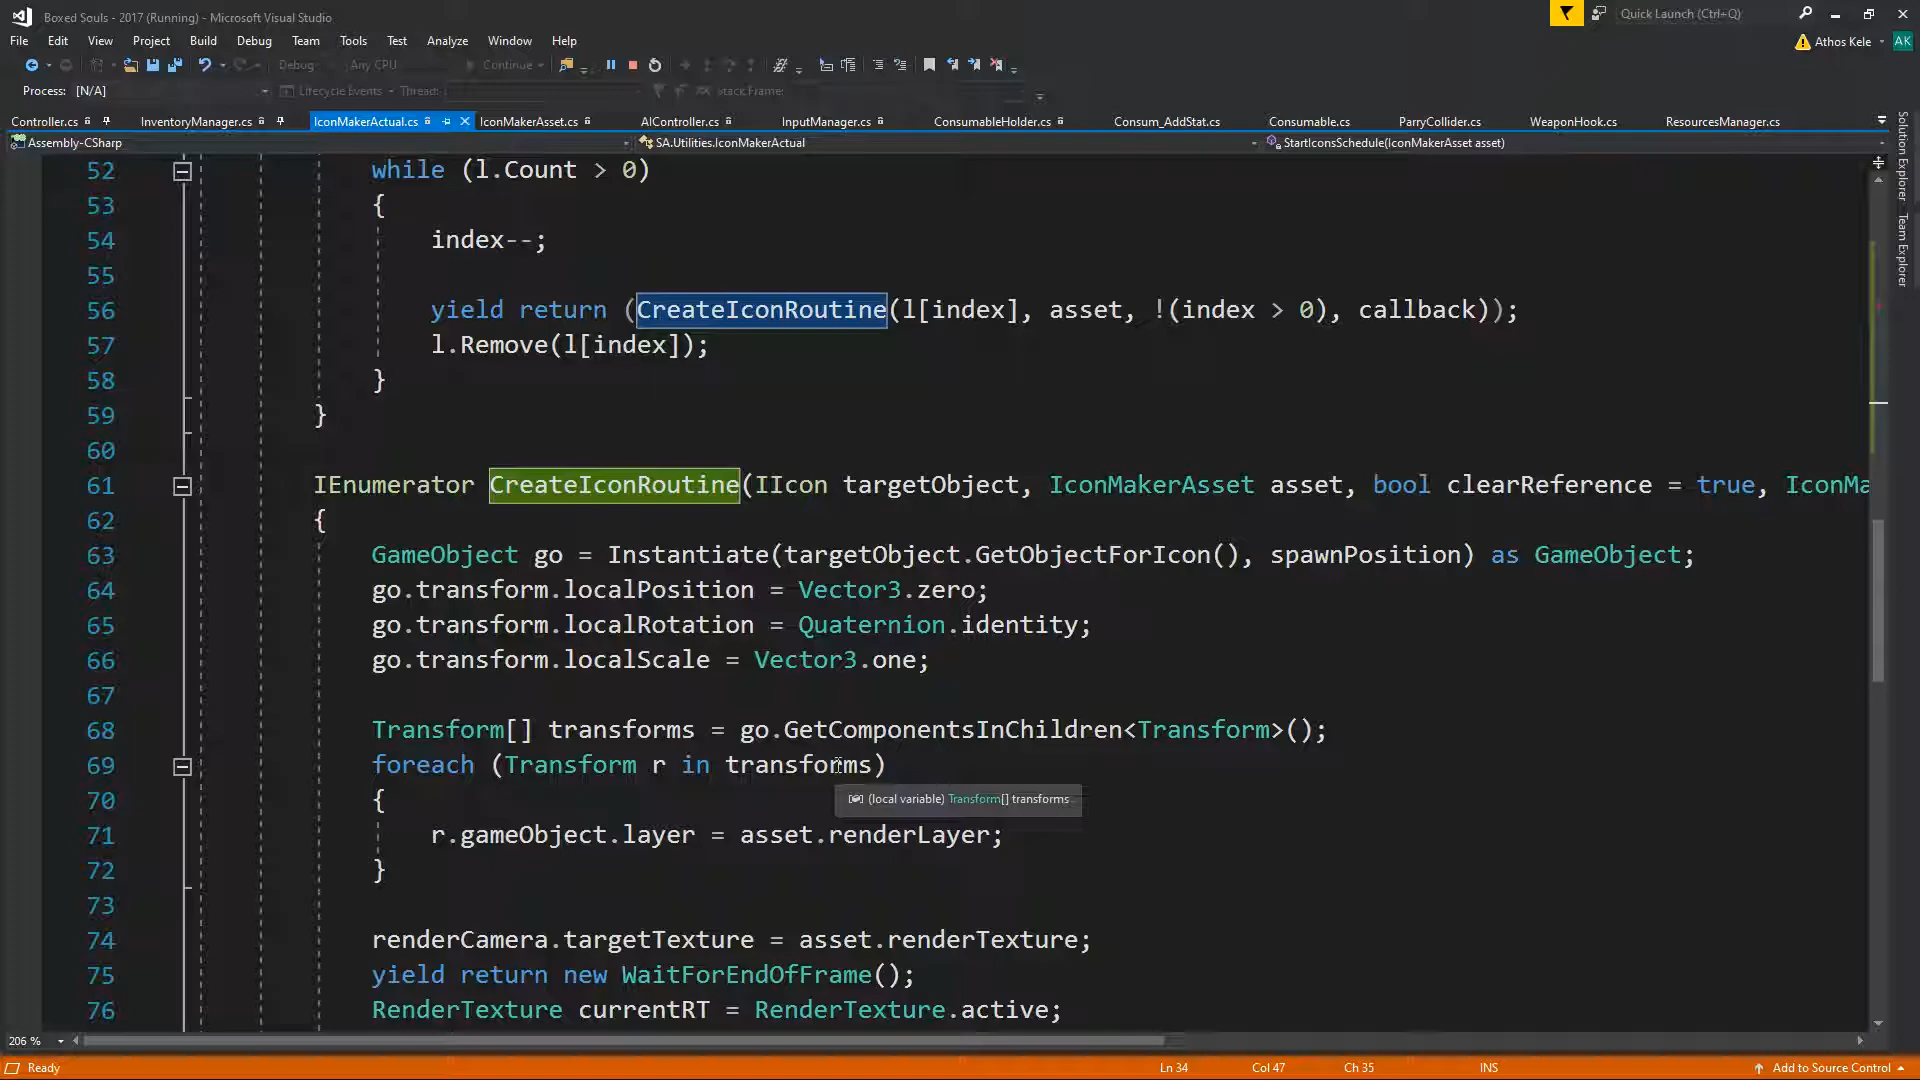 Boxed Souls - 2017 (Running) - Microsoft Visual Studio
Quick Launch (Ctrl+Q)
File Edit View Project Build Debug Team Tools Test Analyze Window Help
Athos Kele AK
Debug Any CPU Continue
Process: [N/A] Lifecycle Events Thread: Stack Frame:
Controller.cs InventoryManager.cs IconMakerActual.cs IconMakerAsset.cs AIController.cs InputManager.cs ConsumableHolder.cs Consum_AddStat.cs Consumable.cs ParryCollider.cs WeaponHook.cs ResourcesManager.cs
Assembly-CSharp SA.Utilities.IconMakerActual StartIconsSchedule(IconMakerAsset asset)
52 while (l.Count > 0)
53 {
54 index--;
55
56 yield return (CreateIconRoutine(l[index], asset, !(index > 0), callback));
57 l.Remove(l[index]);
58 }
59 }
60
61 IEnumerator CreateIconRoutine(IIcon targetObject, IconMakerAsset asset, bool clearReference = true, IconMa
62 {
63 GameObject go = Instantiate(targetObject.GetObjectForIcon(), spawnPosition) as GameObject;
64 go.transform.localPosition = Vector3.zero;
65 go.transform.localRotation = Quaternion.identity;
66 go.transform.localScale = Vector3.one;
67
68 Transform[] transforms = go.GetComponentsInChildren<Transform>();
69 foreach (Transform r in transforms)
70 {
(local variable) Transform[] transforms
71 r.gameObject.layer = asset.renderLayer;
72 }
73
74 renderCamera.targetTexture = asset.renderTexture;
75 yield return new WaitForEndOfFrame();
76 RenderTexture currentRT = RenderTexture.active;
206 %
Ready Ln 34 Col 47 Ch 35 INS Add to Source Control
Solution Explorer
Team Explorer